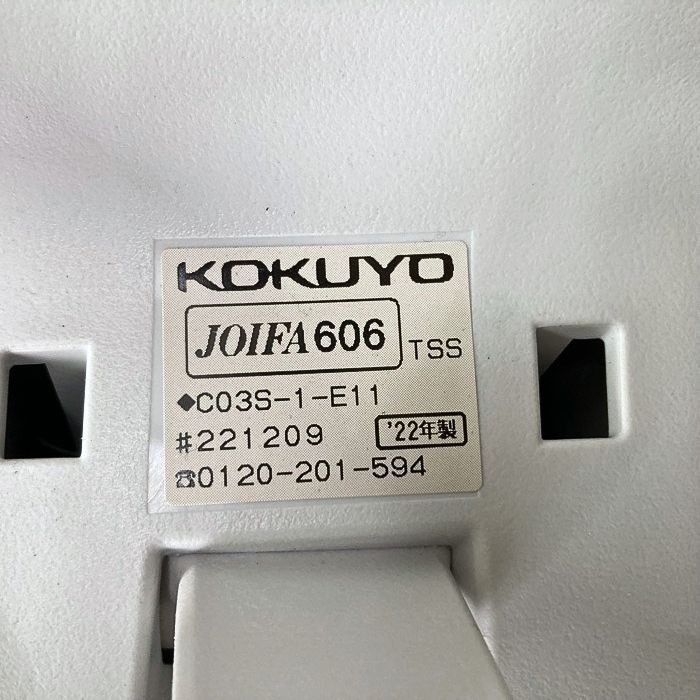 KOKUYO
JOIFA606 TSS
◆C03S-1-E11
#221209 '22年製
☎0120-201-594